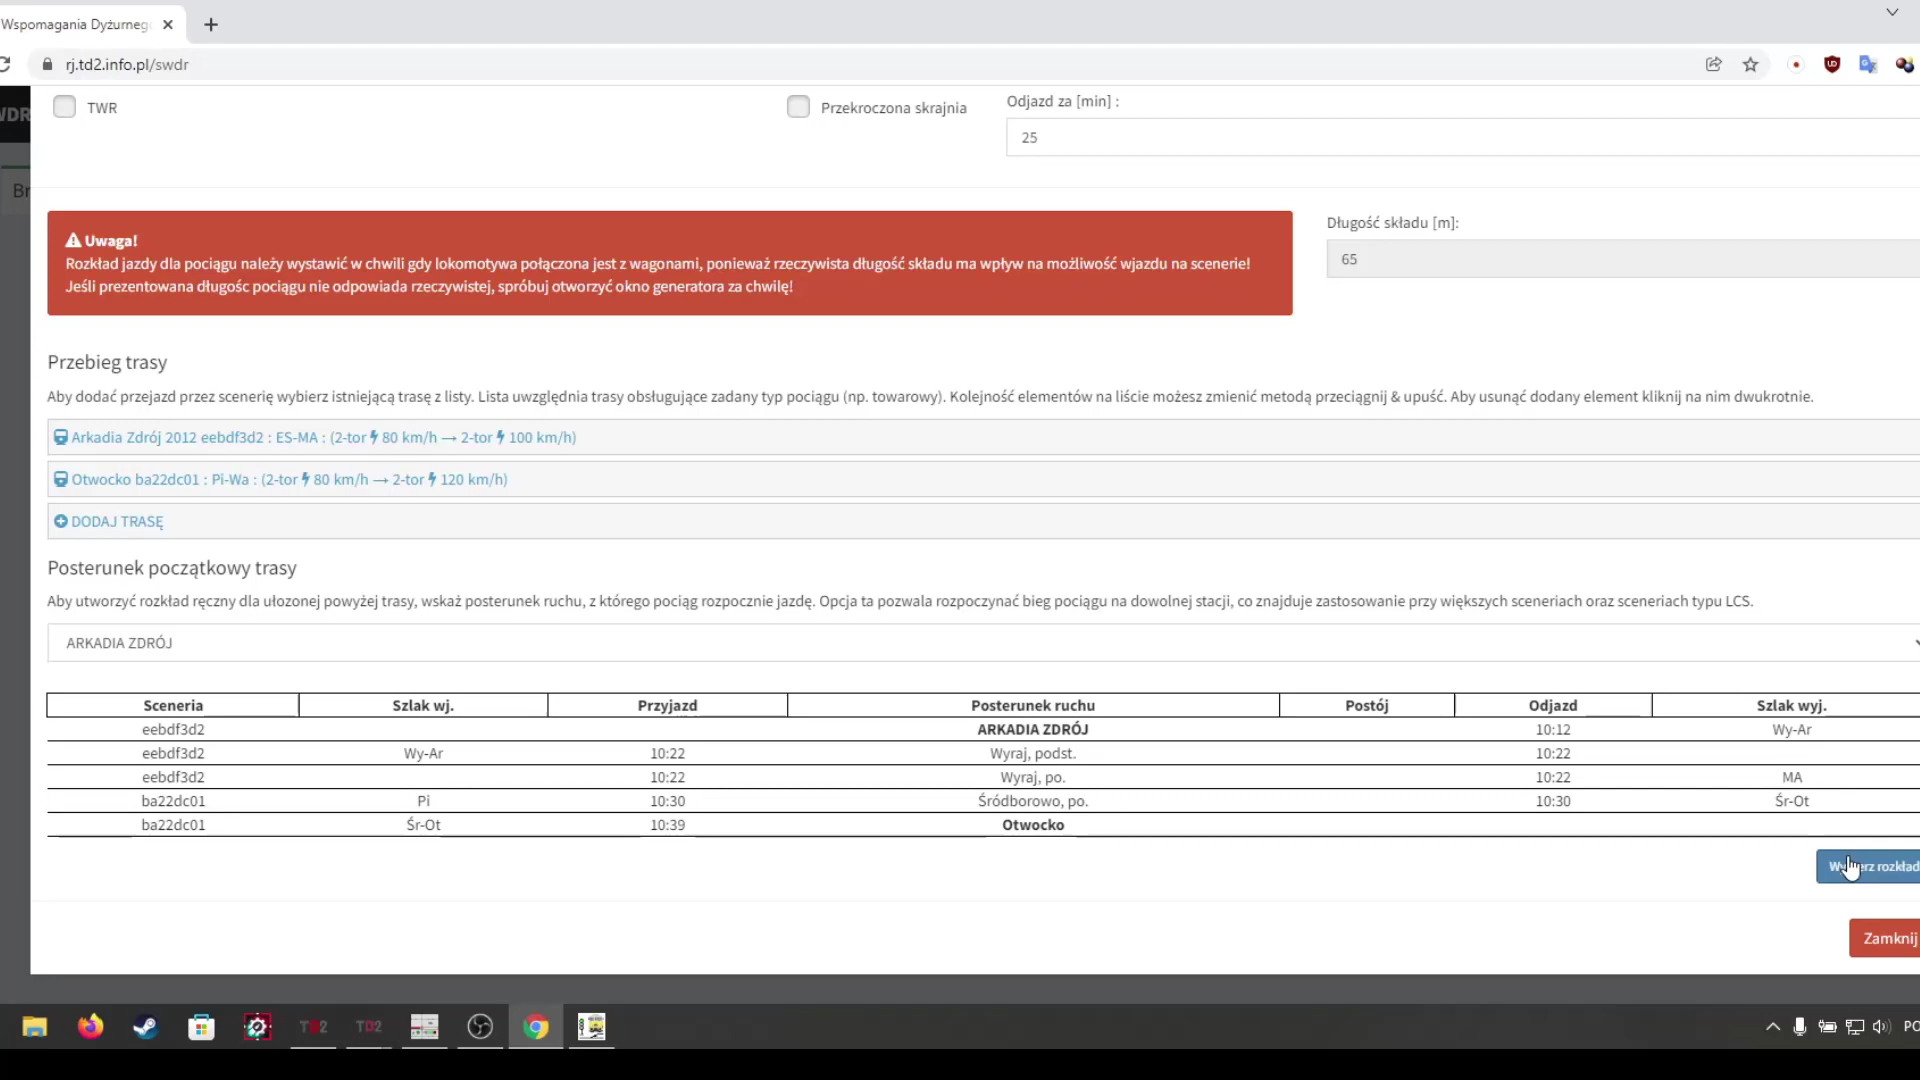 Wspomagania Dyżurneg
rj.td2.info.pl/swdr
TWR
Przekroczona skrajnia
Odjazd za [min] :
25
Br
Uwaga!
Rozkład jazdy dla pociągu należy wystawić w chwili gdy lokomotywa połączona jest z wagonami, ponieważ rzeczywista długość składu ma wpływ na możliwość wjazdu na scenerie!
Jeśli prezentowana długośc pociągu nie odpowiada rzeczywistej, spróbuj otworzyć okno generatora za chwilę!
Długość składu [m]:
65
Przebieg trasy
Aby dodać przejazd przez scenerię wybierz istniejącą trasę z listy. Lista uwzględnia trasy obsługujące zadany typ pociągu (np. towarowy). Kolejność elementów na liście możesz zmienić metodą przeciągnij & upuść. Aby usunąć dodany element kliknij na nim dwukrotnie.
Arkadia Zdrój 2012 eebdf3d2 : ES-MA : (2-tor 80 km/h → 2-tor 100 km/h)
Otwocko ba22dc01 : Pi-Wa : (2-tor 80 km/h → 2-tor 120 km/h)
DODAJ TRASĘ
Posterunek początkowy trasy
Aby utworzyć rozkład ręczny dla ułozonej powyżej trasy, wskaż posterunek ruchu, z którego pociąg rozpocznie jazdę. Opcja ta pozwala rozpoczynać bieg pociągu na dowolnej stacji, co znajduje zastosowanie przy większych sceneriach oraz sceneriach typu LCS.
ARKADIA ZDRÓJ
Sceneria Szlak wj. Przyjazd Posterunek ruchu Postój Odjazd Szlak wyj.
eebdf3d2 ARKADIA ZDRÓJ 10:12 Wy-Ar
eebdf3d2 Wy-Ar 10:22 Wyraj, podst. 10:22
eebdf3d2 10:22 Wyraj, po. 10:22 MA
ba22dc01 Pi 10:30 Śródborowo, po. 10:30 Śr-Ot
ba22dc01 Śr-Ot 10:39 Otwocko
rozkład
Zamknij
TD2 TD2
PO